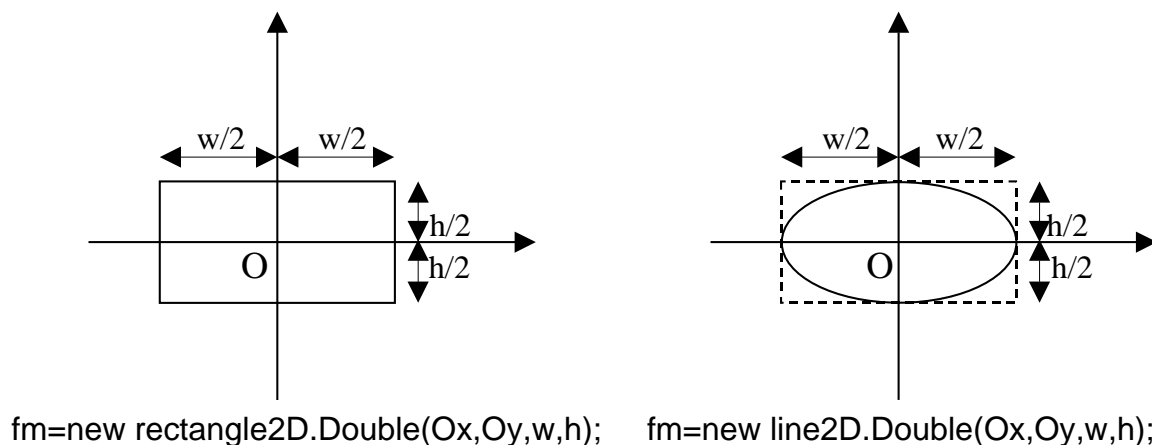 w/2 w/2
h/2
O h/2
fm=new rectangle2D.Double(Ox,Oy,w,h);
w/2 w/2
h/2
O h/2
fm=new line2D.Double(Ox,Oy,w,h);